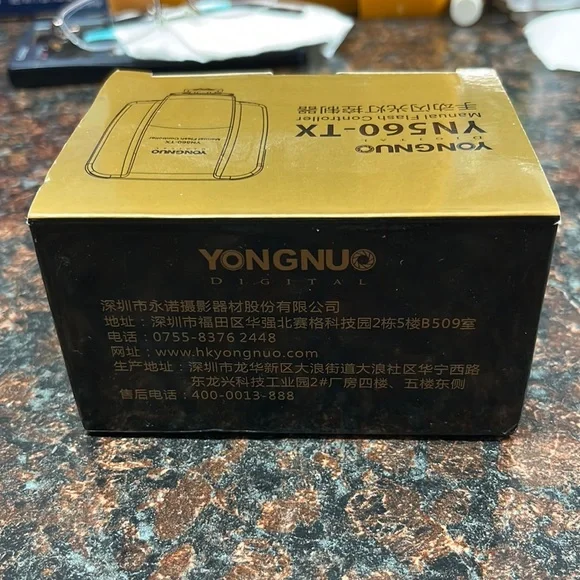 YONGNUO
DIGITAL
YN560-TX
Manual Flash Controller
手动闪光灯控制器
YONGNUO
YN560-TX
Manual Flash Controller
YONGNUO
DIGITAL
深圳市永诺摄影器材股份有限公司
地址：深圳市福田区华强北赛格科技园2栋5楼B509室
电话：0755-8376 2448
网址：www.hkyongnuo.com
生产地址：深圳市龙华新区大浪街道大浪社区华宁西路
东龙兴科技工业园2#厂房四楼、五楼东侧
售后电话：400-0013-888